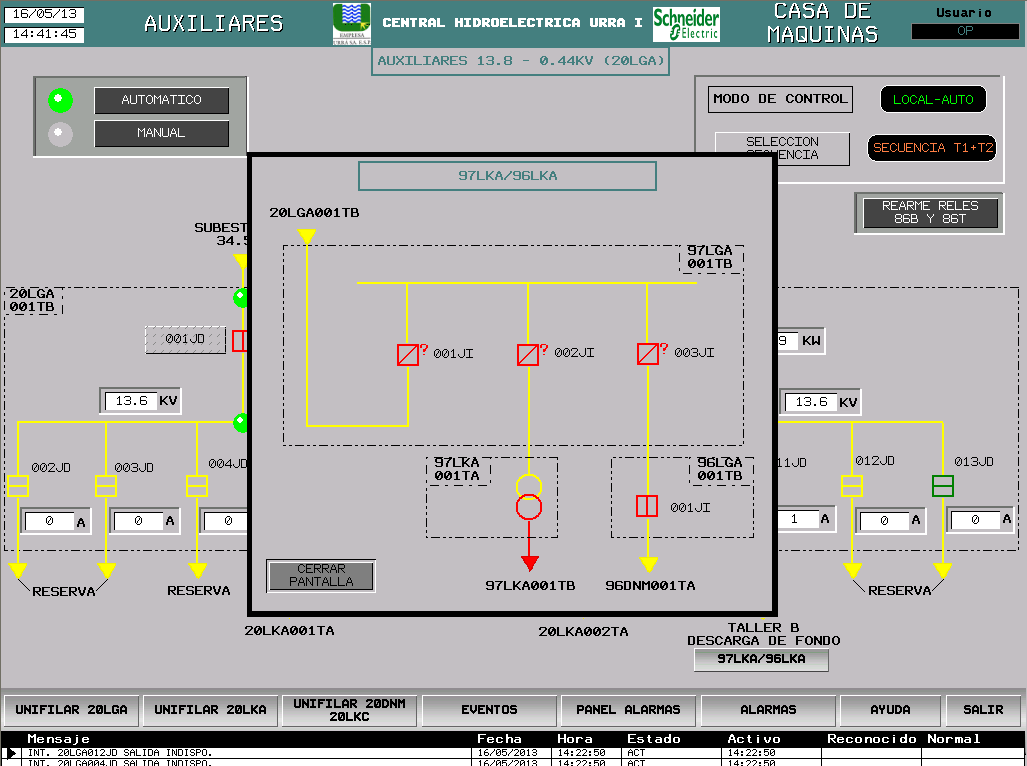 16/05/13
14:41:45
AUXILIARES
EMPRESA
URRA S.A. E.S.P.
CENTRAL HIDROELECTRICA URRA I
Schneider
Electric
CASA DE
MAQUINAS
Usuario
OP
AUXILIARES 13.8 - 0.44KV (20LGA)
AUTOMATICO
MANUAL
MODO DE CONTROL
LOCAL-AUTO
SELECCION
SECUENCIA T1+T2
REARME RELES
86B Y 86T
97LKA/96LKA
20LGA001TB
97LGA
001TB
001JI
?
002JI
?
003JI
?
97LKA
001TA
96LGA
001TB
001JI
97LKA001TB
96DNM001TA
CERRAR
PANTALLA
34.5
20LGA
001TB
001JD
KW
13.6 KV
13.6 KV
002JD
003JD
004JD
012JD
013JD
0 A
0 A
0
1 A
0 A
0 A
RESERVA
RESERVA
RESERVA
20LKA001TA
20LKA002TA
TALLER B
DESCARGA DE FONDO
97LKA/96LKA
UNIFILAR 20LGA
UNIFILAR 20LKA
UNIFILAR 20DNM
20LKC
EVENTOS
PANEL ALARMAS
ALARMAS
AYUDA
SALIR
Mensaje Fecha Hora Estado Activo Reconocido Normal
INT. 20LGA012JD SALIDA INDISPO. 16/05/2013 14:22:50 ACT 14:22:50
INT. 20LGA004JD SALIDA INDISPO. 16/05/2013 14:22:50 ACT 14:22:50